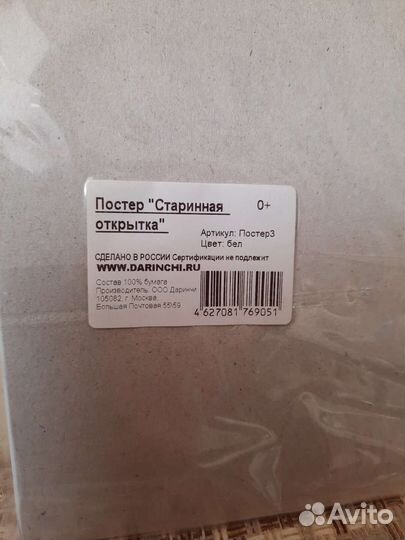 Постер "Старинная
открытка"
0+
Артикул: Постер3
Цвет: бел
СДЕЛАНО В РОССИИ Сертификации не подлежит
WWW.DARINCHI.RU
Состав 100% бумага
Производитель: ООО Даринчи
105082, г. Москва,
Большая Почтовая 55\59
4 627081 769051
Avito